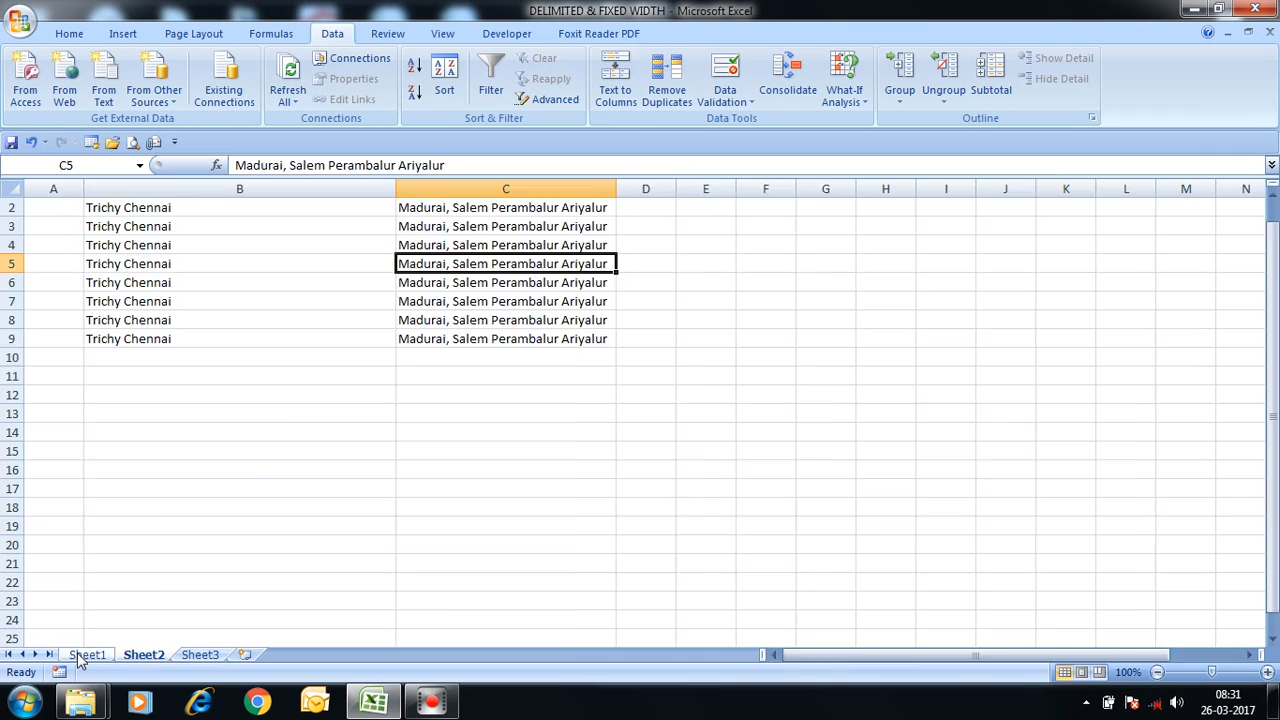 DELIMITED & FIXED WIDTH - Microsoft Excel
Home Insert Page Layout Formulas Data Review View Developer Foxit Reader PDF
From Access
From Web
From Text
From Other Sources
Existing Connections
Get External Data
Refresh All
Connections
Properties
Edit Links
Connections
Sort
Filter
Clear
Reapply
Advanced
Sort & Filter
Text to Columns
Remove Duplicates
Data Validation
Consolidate
What-If Analysis
Data Tools
Group
Ungroup
Subtotal
Show Detail
Hide Detail
Outline
C5 fx Madurai, Salem Perambalur Ariyalur
A B C D E F G H I J K L M N
2 Trichy Chennai Madurai, Salem Perambalur Ariyalur
3 Trichy Chennai Madurai, Salem Perambalur Ariyalur
4 Trichy Chennai Madurai, Salem Perambalur Ariyalur
5 Trichy Chennai Madurai, Salem Perambalur Ariyalur
6 Trichy Chennai Madurai, Salem Perambalur Ariyalur
7 Trichy Chennai Madurai, Salem Perambalur Ariyalur
8 Trichy Chennai Madurai, Salem Perambalur Ariyalur
9 Trichy Chennai Madurai, Salem Perambalur Ariyalur
10
11
12
13
14
15
16
17
18
19
20
21
22
23
24
25
Sheet1 Sheet2 Sheet3
Ready 100%
08:31
26-03-2017